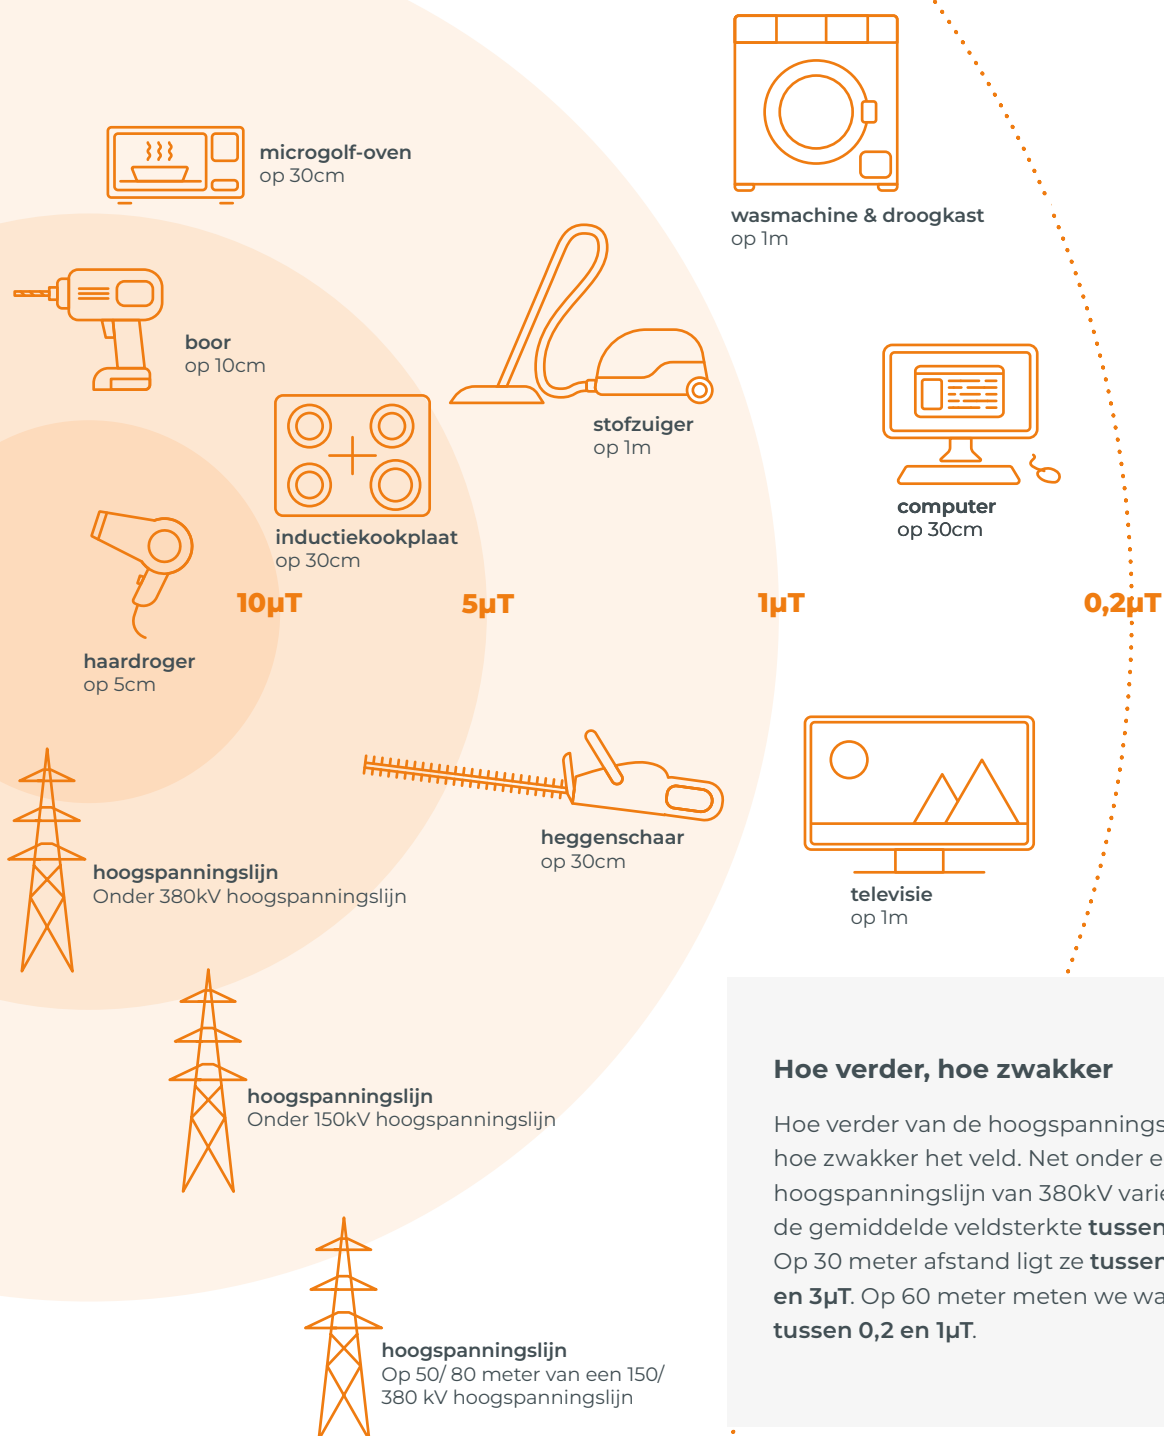 microgolf-oven
op 30cm
wasmachine & droogkast
op 1m
boor
op 10cm
stofzuiger
op 1m
computer
op 30cm
inductiekookplaat
op 30cm
10µT
5µT
1µT
0,2µT
haardroger
op 5cm
heggenschaar
op 30cm
hoogspanningslijn
Onder 380kV hoogspanningslijn
televisie
op 1m
hoogspanningslijn
Onder 150kV hoogspanningslijn
hoogspanningslijn
Op 50/ 80 meter van een 150/
380 kV hoogspanningslijn
Hoe verder, hoe zwakker
Hoe verder van de
hoe zwakker het veld. Net onder
hoogspanningslijn van 380kV
de gemiddelde veldsterkte tussen
Op 30 meter afstand ligt ze tussen
en 3µT. Op 60 meter meten we
tussen 0,2 en 1µT.